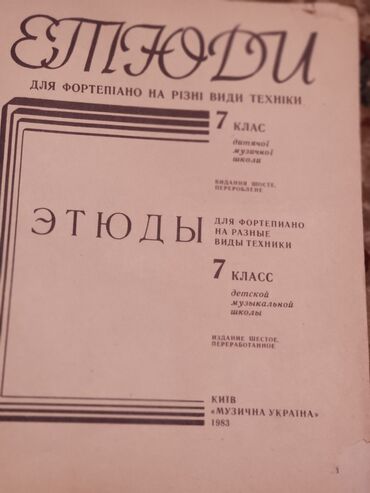 ЕТЮДИ
ДЛЯ ФОРТЕПІАНО НА РІЗНІ ВИДИ ТЕХНІКИ
7 КЛАС
дитячої
музичної
школи
ВИДАННЯ ШОСТЕ,
ПЕРЕРОБЛЕНЕ
ЭТЮДЫ
ДЛЯ ФОРТЕПИАНО
НА РАЗНЫЕ
ВИДЫ ТЕХНИКИ
7 КЛАСС
детской
музыкальной
школы
ИЗДАНИЕ ШЕСТОЕ,
ПЕРЕРАБОТАННОЕ
КИЇВ
«МУЗИЧНА УКРАЇНА»
1983